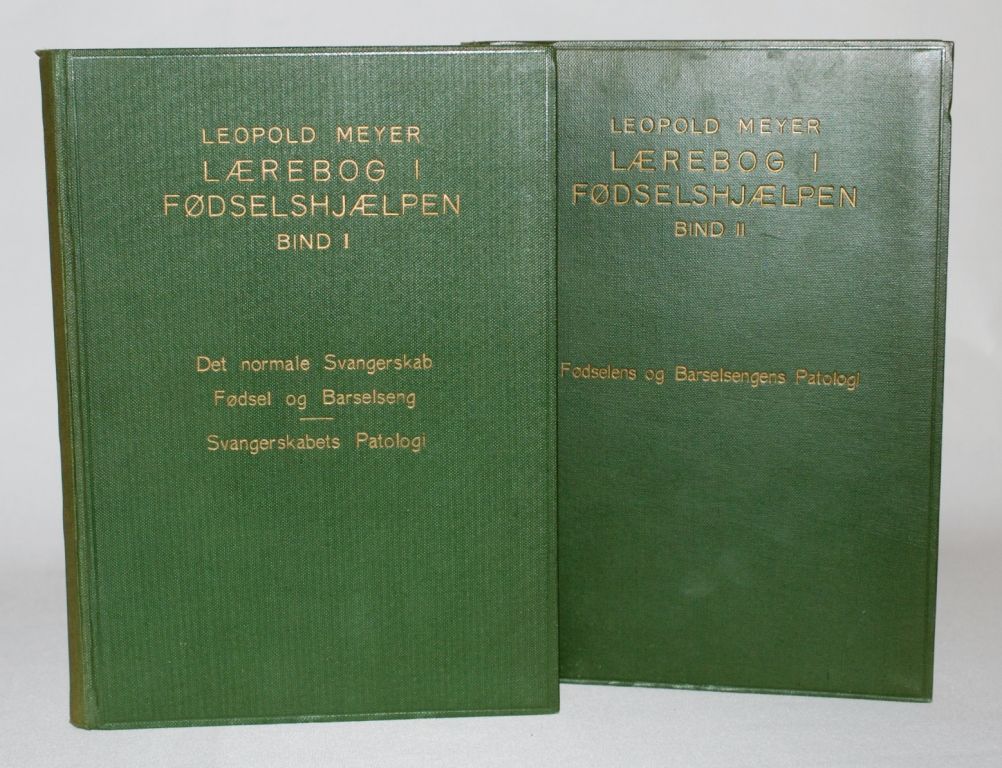 LEOPOLD MEYER
LÆREBOG I
FØDSELSHJÆLPEN
BIND I
Det normale Svangerskab
Fødsel og Barselseng
Svangerskabets Patologi
LEOPOLD MEYER
LÆREBOG I
FØDSELSHJÆLPEN
BIND II
Fødselens og Barselsengens Patologi